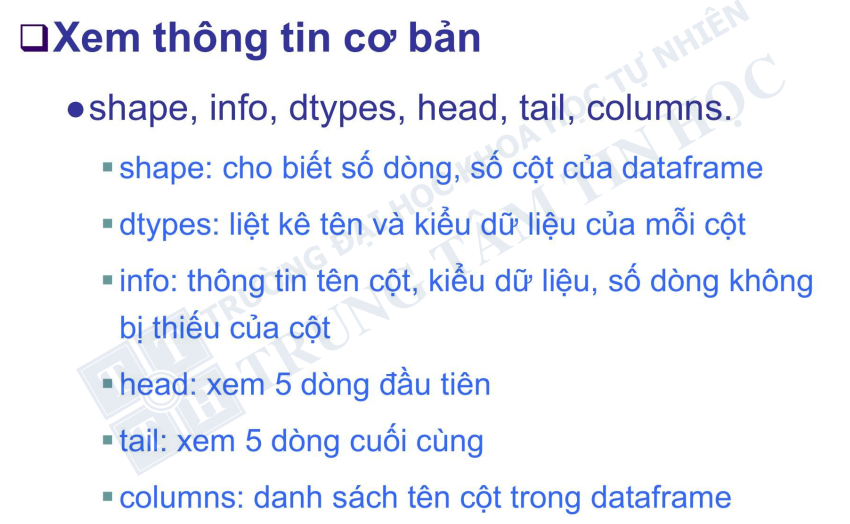 Xem thông tin cơ bản
shape, info, dtypes, head, tail, columns.
shape: cho biết số dòng, số cột của dataframe
dtypes: liệt kê tên và kiểu dữ liệu của mỗi cột
info: thông tin tên cột, kiểu dữ liệu, số dòng không
bị thiếu của cột
head: xem 5 dòng đầu tiên
tail: xem 5 dòng cuối cùng
columns: danh sách tên cột trong dataframe
TRƯỜNG ĐẠI HỌC KHOA HỌC TỰ NHIÊN
TRUNG TÂM TIN HỌC